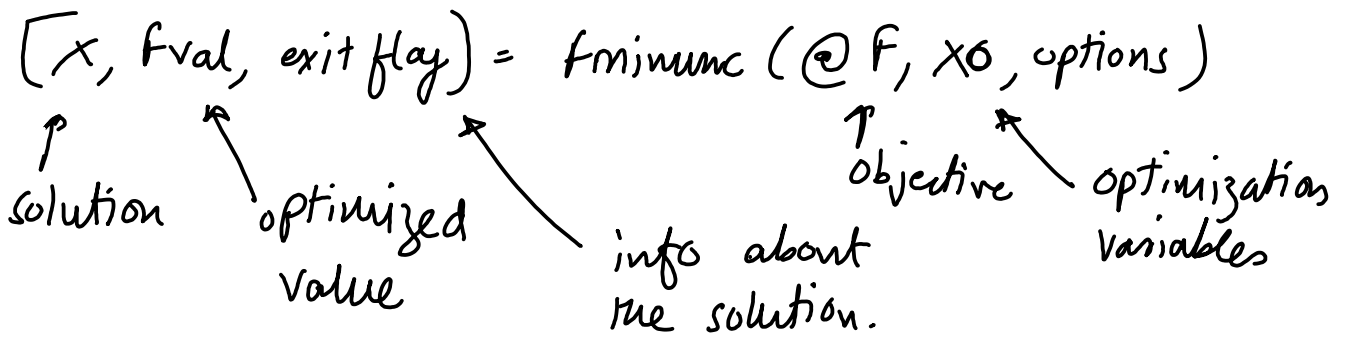 [x, fval, exitflag] = fminunc (@F, x0, options)
solution
optimized
value
info about
the solution.
objective
optimization
variables